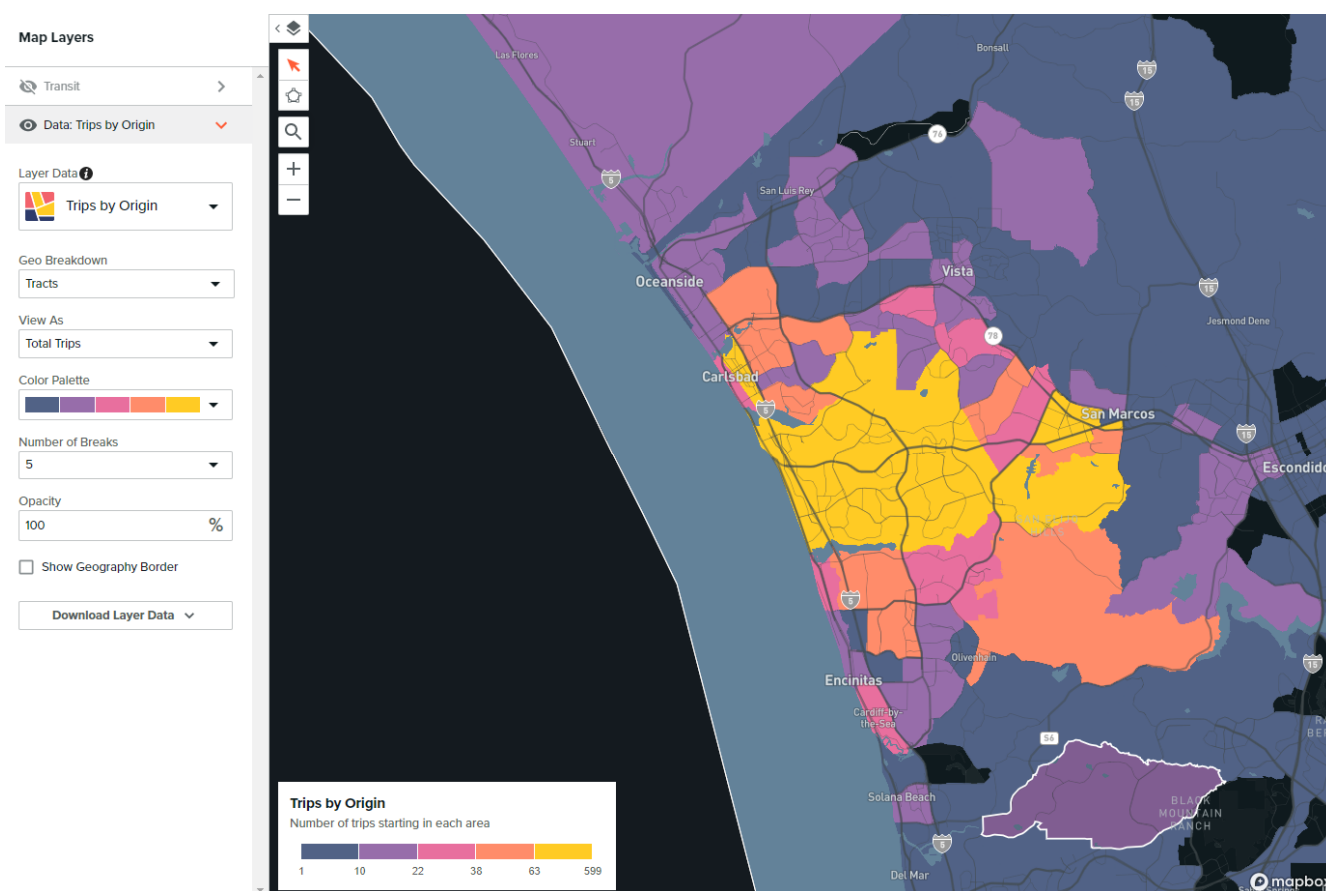 Map Layers
Transit
Data: Trips by Origin
Layer Data
Trips by Origin
Geo Breakdown
Tracts
View As
Total Trips
Color Palette
Number of Breaks
5
Opacity
100 %
Show Geography Border
Download Layer Data
Las Flores
Bonsall
15
15
76
Stuart
5
San Luis Rey
Oceanside
Vista
15
Jesmond Dene
78
Carlsbad
5
San Marcos
15
Escondido
5
Olivenhain
15
Encinitas
Cardiff-by-
the-Sea
56
Solana Beach
BLACK
MOUNTAIN
RANCH
5
Del Mar
mapbox
Trips by Origin
Number of trips starting in each area
1 10 22 38 63 599